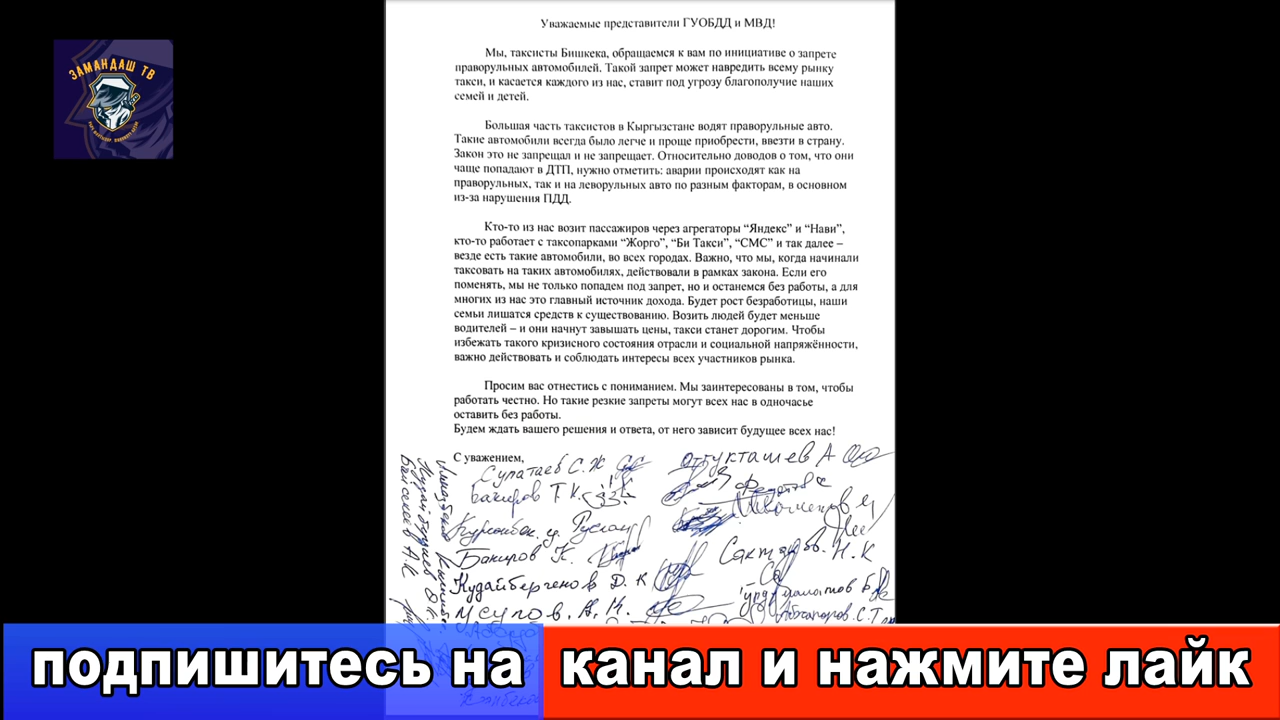 ЗАМАНДАШ ТВ
Уважаемые представители ГУОБДД и МВД!
Мы, таксисты Бишкека, обращаемся к вам по инициативе о запрете
праворульных автомобилей. Такой запрет может навредить всему рынку
такси, и касается каждого из нас, ставит под угрозу благополучие наших
семей и детей.
Большая часть таксистов в Кыргызстане водят праворульные авто.
Такие автомобили всегда было легче и проще приобрести, ввезти в страну.
Закон это не запрещал и не запрещает. Относительно доводов о том, что они
чаще попадают в ДТП, нужно отметить: аварии происходят как на
праворульных, так и на леворульных авто по разным факторам, в основном
из-за нарушения ПДД.
Кто-то из нас возит пассажиров через агрегаторы “Яндекс” и “Нави”,
кто-то работает с таксопарками “Жорго”, “Би Такси”, “СМС” и так далее –
везде есть такие автомобили, во всех городах. Важно, что мы, когда начинали
таксовать на таких автомобилях, действовали в рамках закона. Если его
поменять, мы не только попадем под запрет, но и останемся без работы, а для
многих из нас это главный источник дохода. Будет рост безработицы, наши
семьи лишатся средств к существованию. Возить людей будет меньше
водителей – и они начнут завышать цены, такси станет дорогим. Чтобы
избежать такого кризисного состояния отрасли и социальной напряжённости,
важно действовать и соблюдать интересы всех участников рынка.
Просим вас отнестись с пониманием. Мы заинтересованы в том, чтобы
работать честно. Но такие резкие запреты могут всех нас в одночасье
оставить без работы.
Будем ждать вашего решения и ответа, от него зависит будущее всех нас!
С уважением,
Сулатаев С. Ж
Бакиров Т К.
Руслан
Бакиров К.
Н. К
Кудайбергенов Д. К
Усупов. А. К.
подпишитесь на канал и нажмите лайк